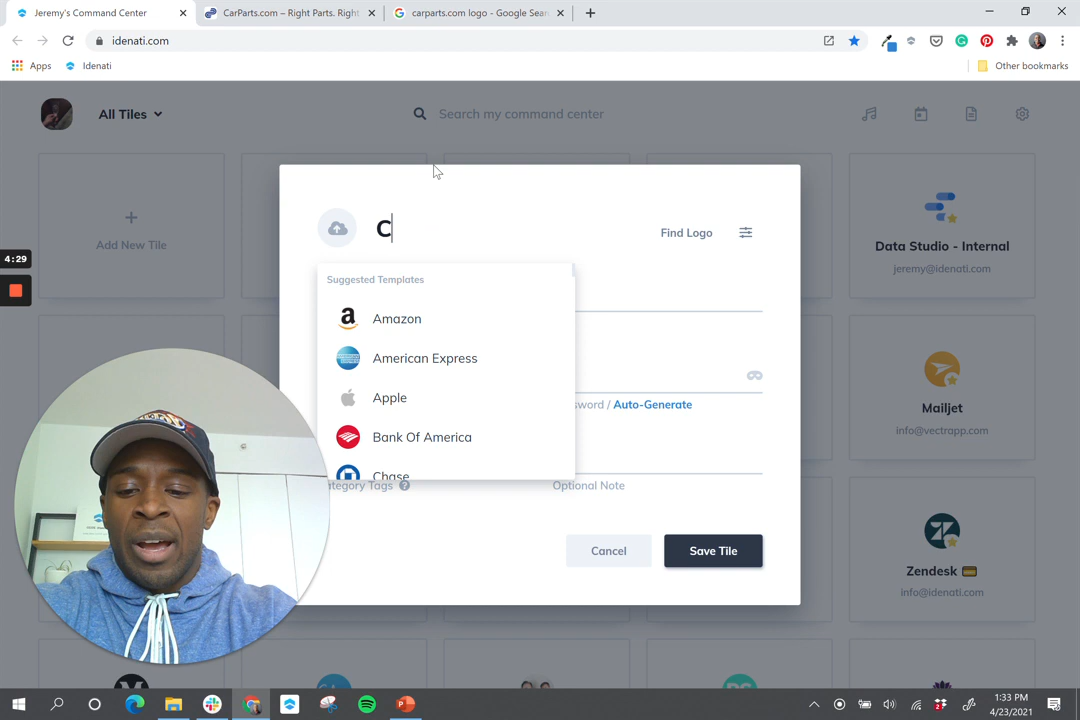 Jeremy's Command Center
CarParts.com – Right Parts. Right
carparts.com logo - Google Sear
idenati.com
Apps
Idenati
Other bookmarks
All Tiles
Search my command center
Add New Tile
C
Find Logo
Suggested Templates
Amazon
American Express
Apple
Bank Of America
Chase
sword / Auto-Generate
ategory Tags
Optional Note
Cancel
Save Tile
Data Studio - Internal
jeremy@idenati.com
Mailjet
info@vectrapp.com
Zendesk
info@idenati.com
4:29
1:33 PM
4/23/2021